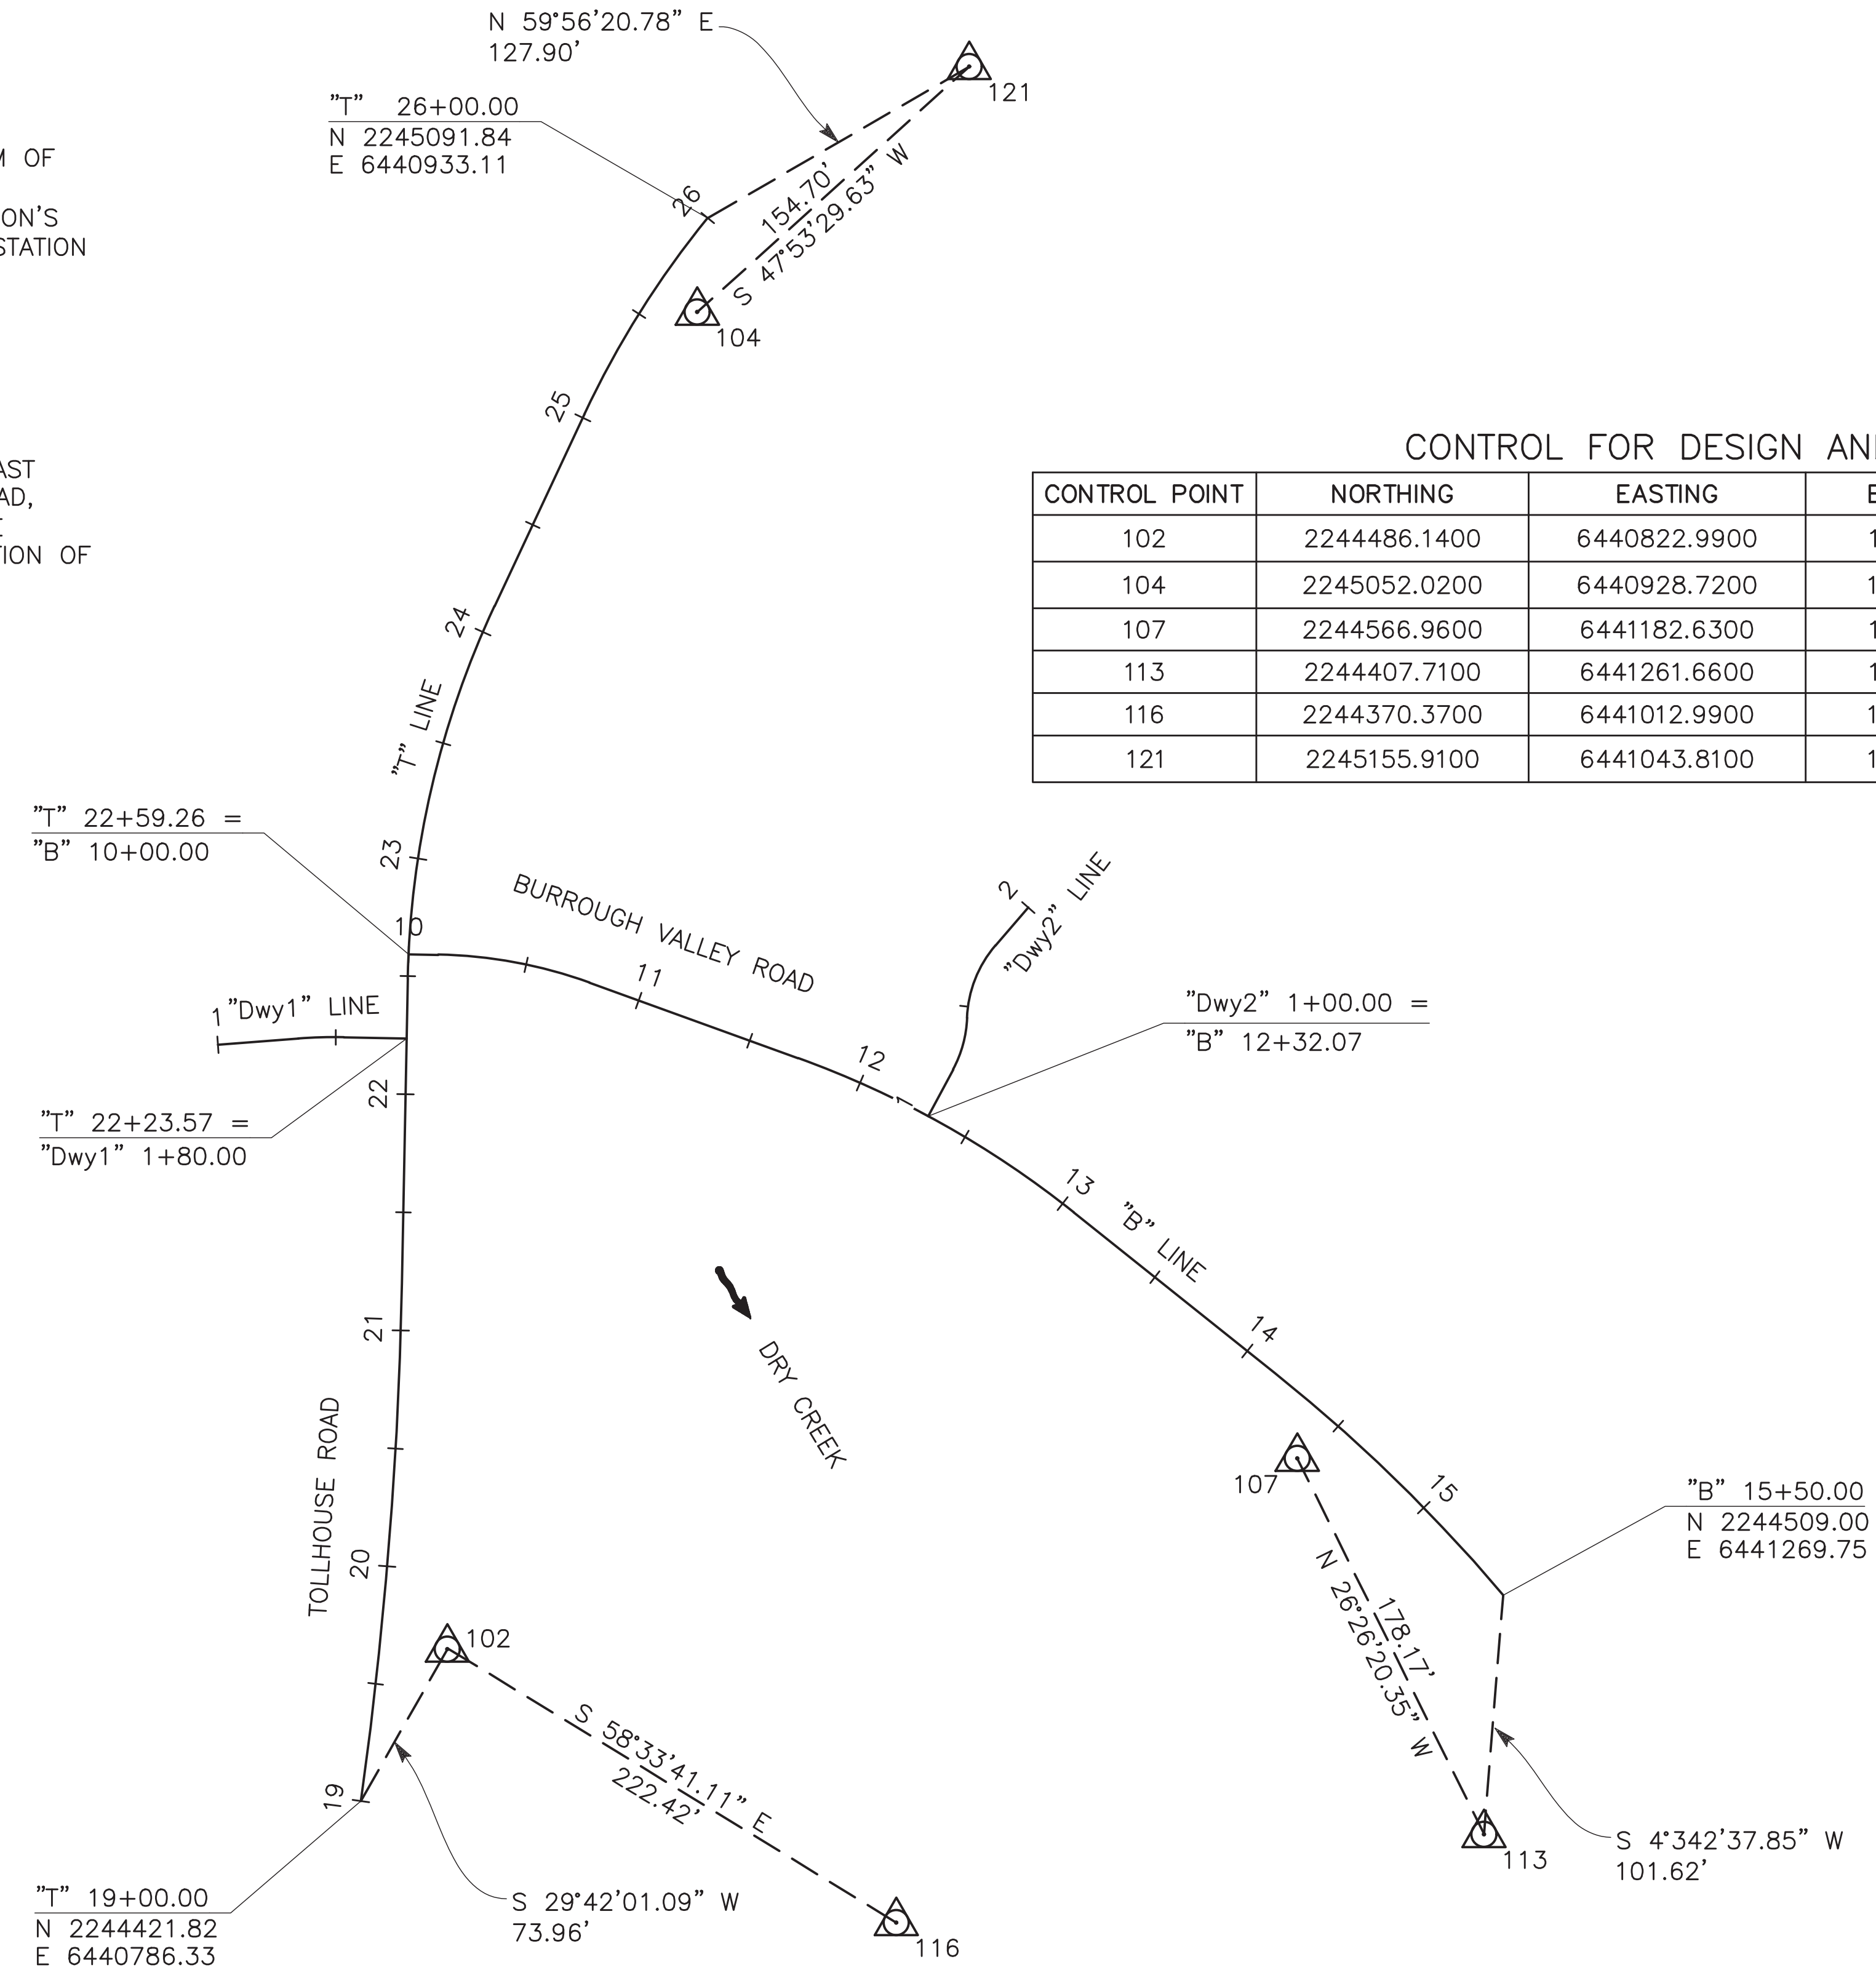 N 59°56'20.78" E
127.90'
121
"T" 26+00.00
N 2245091.84
E 6440933.11
M OF
ON'S
STATION
26
154.70'
S 47°53'29.63" W
104
25
CONTROL FOR DESIGN AN
CONTROL POINT NORTHING EASTING E
102 2244486.1400 6440822.9900 1
104 2245052.0200 6440928.7200 1
107 2244566.9600 6441182.6300 1
113 2244407.7100 6441261.6600 1
116 2244370.3700 6441012.9900 1
121 2245155.9100 6441043.8100 1
AST
AD,
E
TION OF
24
"T" LINE
"T" 22+59.26 =
"B" 10+00.00
23
10
BURROUGH VALLEY ROAD
11
2
"Dwy2" LINE
1
"Dwy1" LINE
"Dwy2" 1+00.00 =
"B" 12+32.07
12
1
22
"T" 22+23.57 =
"Dwy1" 1+80.00
13
"B" LINE
21
14
DRY CREEK
TOLLHOUSE ROAD
107
15
"B" 15+50.00
N 2244509.00
E 6441269.75
20
102
178.17'
N 26°26'20.35" W
S 58°33'41.11" E
222.42'
19
S 4°342'37.85" W
101.62'
113
"T" 19+00.00
N 2244421.82
E 6440786.33
S 29°42'01.09" W
73.96'
116